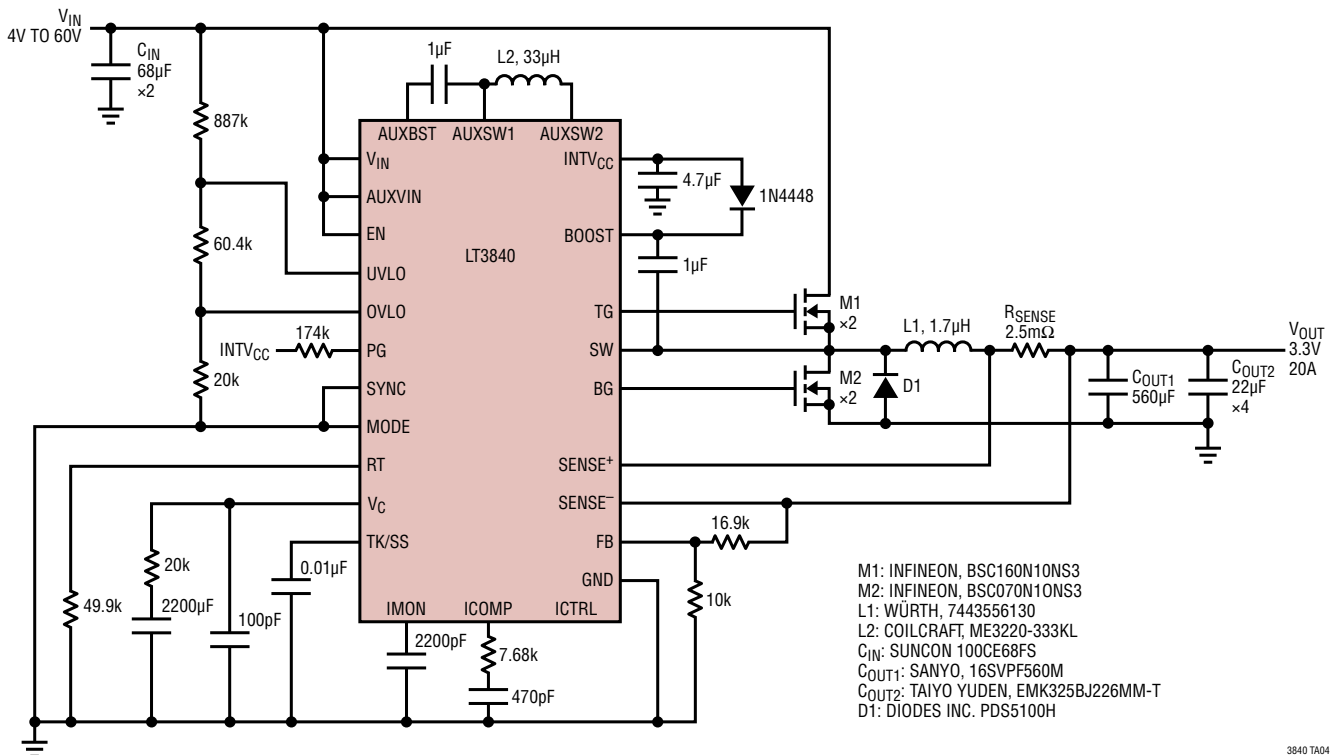 VIN
4V TO 60V
CIN
68µF
×2
887k
60.4k
20k
1µF
L2, 33µH
AUXBST
AUXSW1
AUXSW2
VIN
AUXVIN
EN
UVLO
OVLO
PG
SYNC
MODE
RT
VC
TK/SS
IMON
ICOMP
ICTRL
LT3840
INTVCC
BOOST
TG
SW
BG
SENSE+
SENSE–
FB
GND
INTVCC
174k
4.7µF
1N4448
1µF
M1
×2
M2
×2
D1
L1, 1.7µH
RSENSE
2.5mΩ
VOUT
3.3V
20A
COUT1
560µF
COUT2
22µF
×4
16.9k
10k
49.9k
20k
2200µF
100pF
0.01µF
2200pF
7.68k
470pF
M1: INFINEON, BSC160N10NS3
M2: INFINEON, BSC070N1ONS3
L1: WÜRTH, 7443556130
L2: COILCRAFT, ME3220-333KL
CIN: SUNCON 100CE68FS
COUT1: SANYO, 16SVPF560M
COUT2: TAIYO YUDEN, EMK325BJ226MM-T
D1: DIODES INC. PDS5100H
3840 TA04